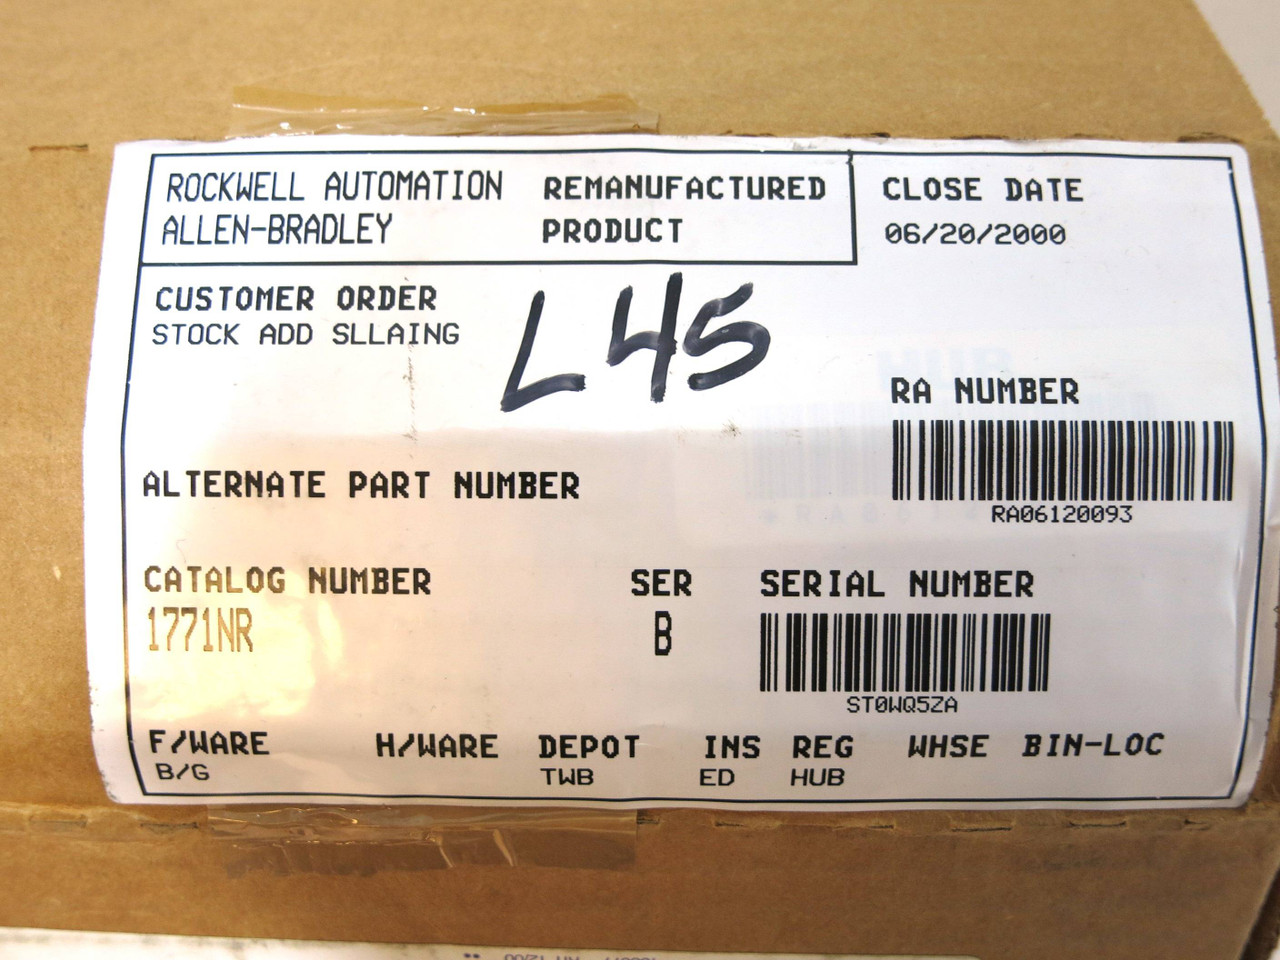 ROCKWELL AUTOMATION REMANUFACTURED
ALLEN-BRADLEY PRODUCT
CLOSE DATE
06/20/2000
CUSTOMER ORDER
STOCK ADD SLLAING
L45
RA NUMBER
RA06120093
ALTERNATE PART NUMBER
CATALOG NUMBER SER SERIAL NUMBER
1771NR B
ST0WQ5ZA
F/WARE H/WARE DEPOT INS REG WHSE BIN-LOC
B/G TWB ED HUB